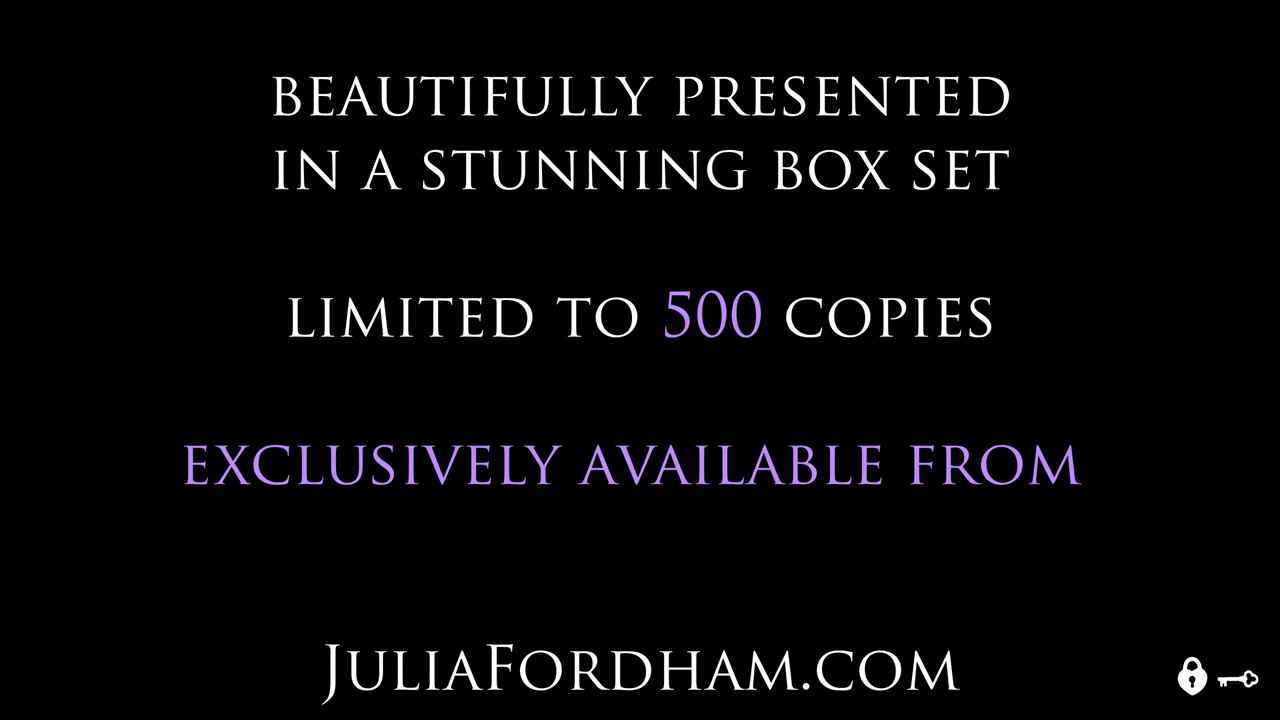 BEAUTIFULLY PRESENTED
IN A STUNNING BOX SET
LIMITED TO 500 COPIES
EXCLUSIVELY AVAILABLE FROM
JULIAFORDHAM.COM